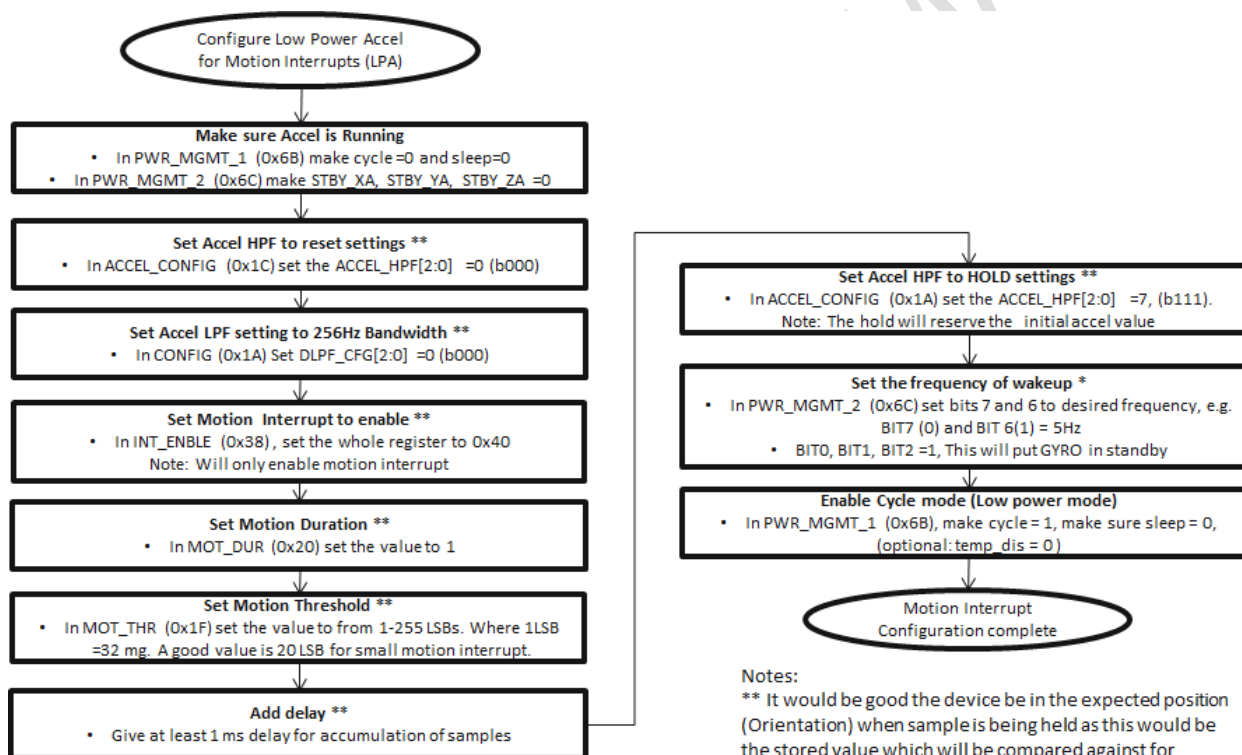 Configure Low Power Accel
for Motion Interrupts (LPA)
Make sure Accel is Running
• In PWR_MGMT_1 (0x6B) make cycle =0 and sleep=0
• In PWR_MGMT_2 (0x6C) make STBY_XA, STBY_YA, STBY_ZA =0
Set Accel HPF to reset settings **
• In ACCEL_CONFIG (0x1C) set the ACCEL_HPF[2:0] =0 (b000)
Set Accel LPF setting to 256Hz Bandwidth **
• In CONFIG (0x1A) Set DLPF_CFG[2:0] =0 (b000)
Set Motion Interrupt to enable **
• In INT_ENBLE (0x38), set the whole register to 0x40
Note: Will only enable motion interrupt
Set Motion Duration **
• In MOT_DUR (0x20) set the value to 1
Set Motion Threshold **
• In MOT_THR (0x1F) set the value to from 1-255 LSBs. Where 1LSB
=32 mg. A good value is 20 LSB for small motion interrupt.
Add delay **
• Give at least 1 ms delay for accumulation of samples
Set Accel HPF to HOLD settings **
• In ACCEL_CONFIG (0x1A) set the ACCEL_HPF[2:0] =7, (b111).
Note: The hold will reserve the initial accel value
Set the frequency of wakeup *
• In PWR_MGMT_2 (0x6C) set bits 7 and 6 to desired frequency, e.g.
BIT7 (0) and BIT 6(1) = 5Hz
• BIT0, BIT1, BIT2 =1, This will put GYRO in standby
Enable Cycle mode (Low power mode)
• In PWR_MGMT_1 (0x6B), make cycle = 1, make sure sleep = 0,
(optional: temp_dis = 0 )
Motion Interrupt
Configuration complete
Notes:
** It would be good the device be in the expected position
(Orientation) when sample is being held as this would be
the stored value which will be compared against for